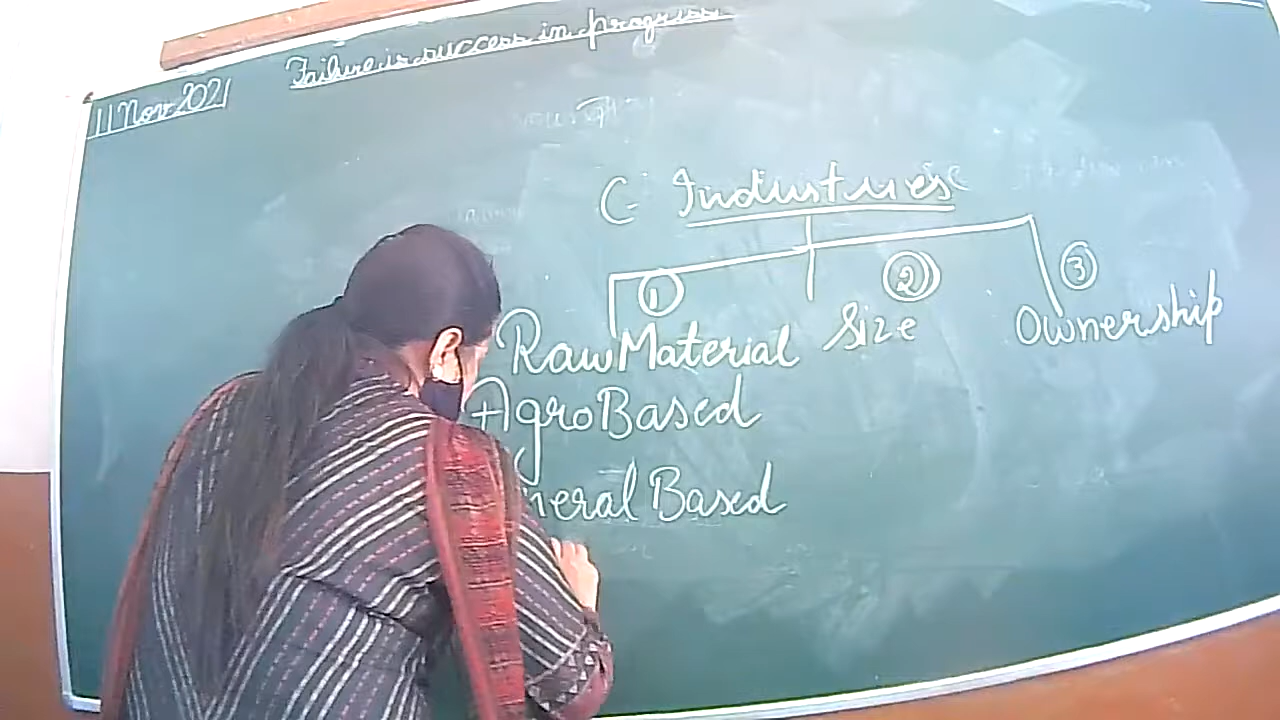 Failure is success in progress
11 Nov 2021
C- Industries
1 2 3
Raw Material Size Ownership
Agro Based
neral Based